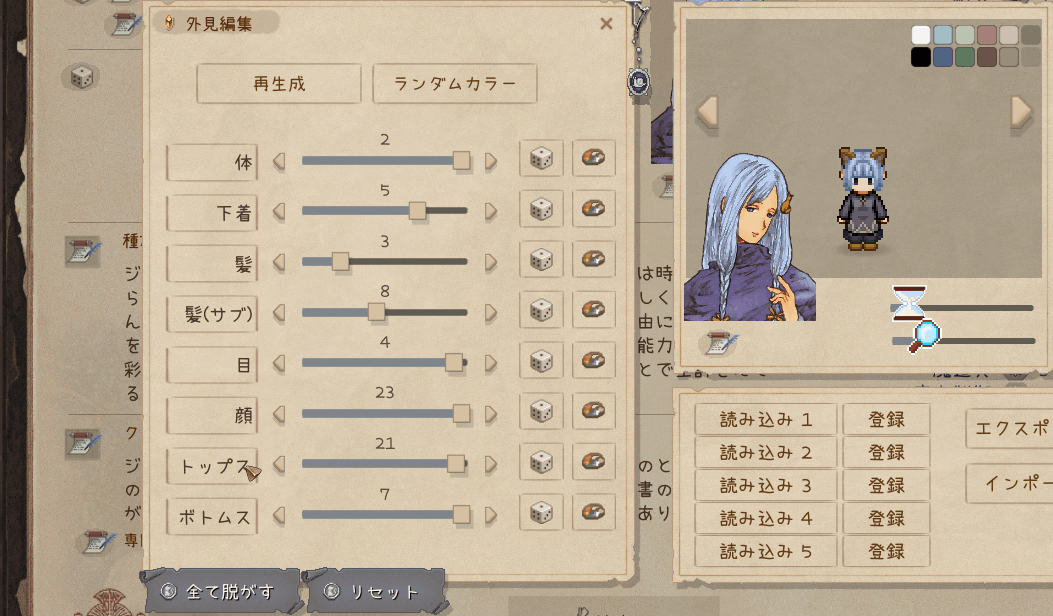 外見編集
再生成
ランダムカラー
体
2
下着
5
髪
3
髪(サブ)
8
目
4
顔
23
トップス
21
ボトムス
7
全て脱がす
リセット
種
ジ
ら
ん
を
彩
る
ク
ジ
の
が
専
は時
しく
由に
能力
とで
のと
書の
あり
読み込み 1
登録
読み込み 2
登録
読み込み 3
登録
読み込み 4
登録
読み込み 5
登録
エクスポ
インポー